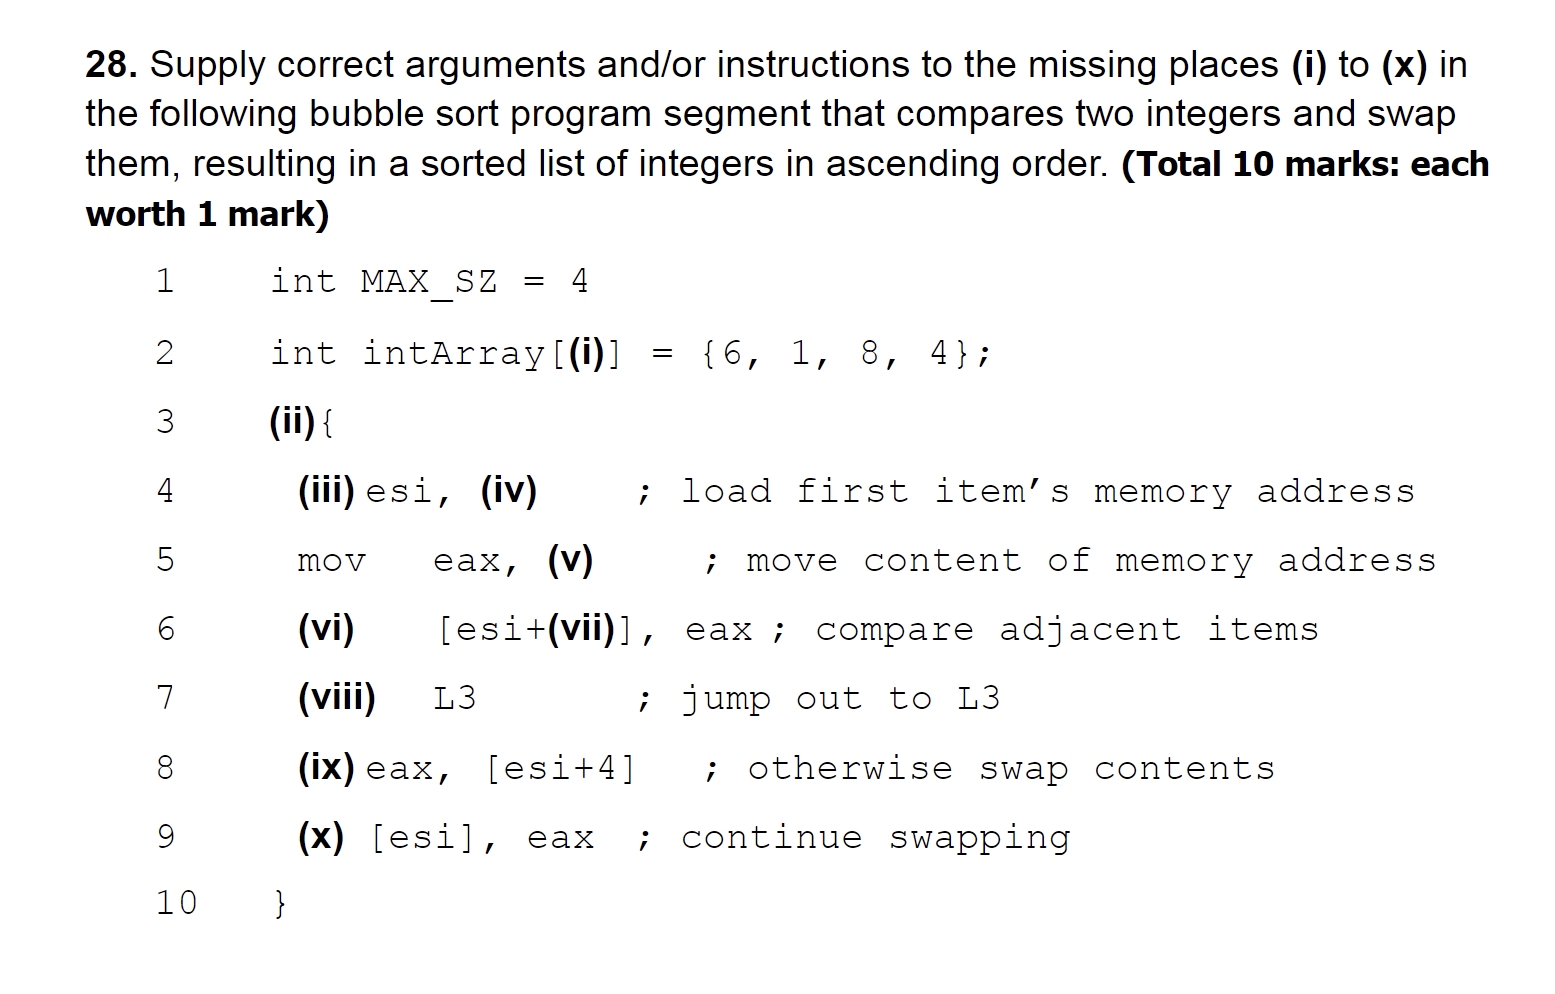 28. Supply correct arguments and/or instructions to the missing places (i) to (x) in
the following bubble sort program segment that compares two integers and swap
them, resulting in a sorted list of integers in ascending order. (Total 10 marks: each
worth 1 mark)
1 int MAX_SZ = 4
2 int intArray[(i)] = {6, 1, 8, 4};
3 (ii){
4 (iii) esi, (iv) ; load first item's memory address
5 mov eax, (v) ; move content of memory address
6 (vi) [esi+(vii)], eax ; compare adjacent items
7 (viii) L3 ; jump out to L3
8 (ix) eax, [esi+4] ; otherwise swap contents
9 (x) [esi], eax ; continue swapping
10 }